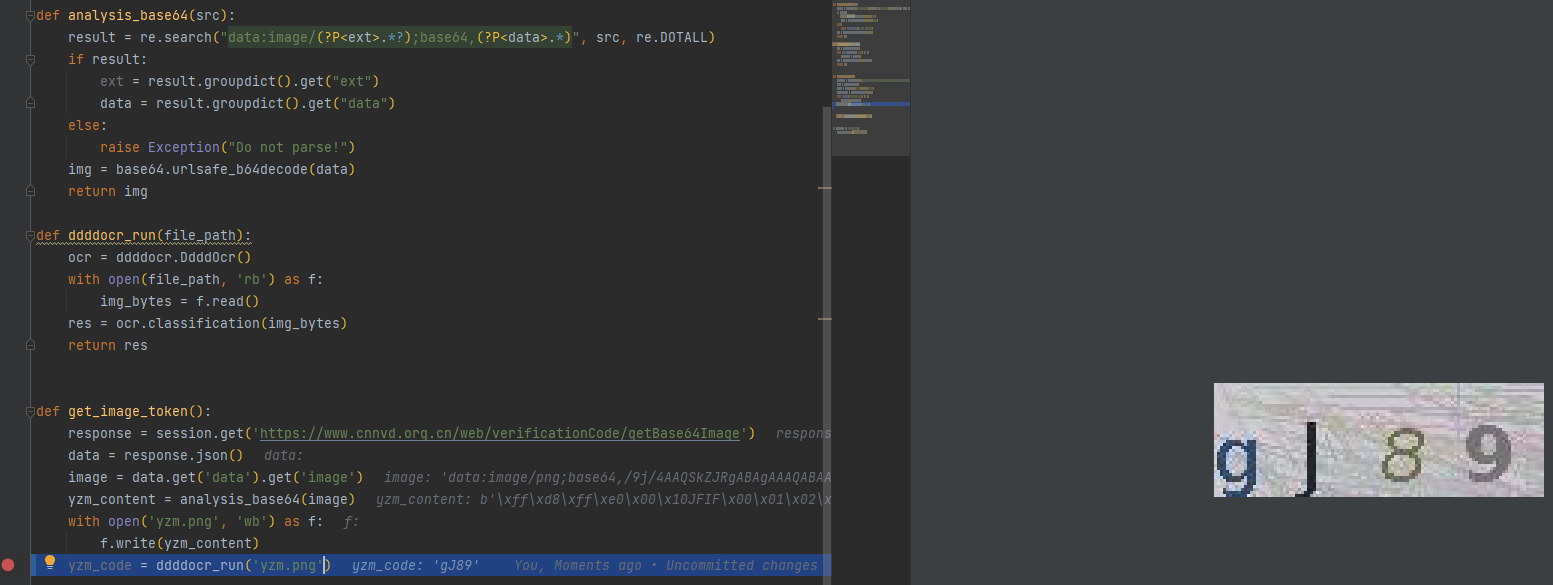 def analysis_base64(src):
result = re.search("data:image/(?P<ext>.*?);base64,(?P<data>.*)", src, re.DOTALL)
if result:
ext = result.groupdict().get("ext")
data = result.groupdict().get("data")
else:
raise Exception("Do not parse!")
img = base64.urlsafe_b64decode(data)
return img
def ddddocr_run(file_path):
ocr = ddddocr.DdddOcr()
with open(file_path, 'rb') as f:
img_bytes = f.read()
res = ocr.classification(img_bytes)
return res
def get_image_token():
response = session.get('https://www.cnnvd.org.cn/web/verificationCode/getBase64Image') respons
data = response.json() data:
image = data.get('data').get('image') image: 'data:image/png;base64,/9j/4AAQSkZJRgABAgAAAQABAA
yzm_content = analysis_base64(image) yzm_content: b'\xff\xd8\xff\xe0\x00\x10JFIF\x00\x01\x02\x
with open('yzm.png', 'wb') as f: f:
f.write(yzm_content)
yzm_code = ddddocr_run('yzm.png') yzm_code: 'gJ89' You, Moments ago • Uncommitted changes
gJ89